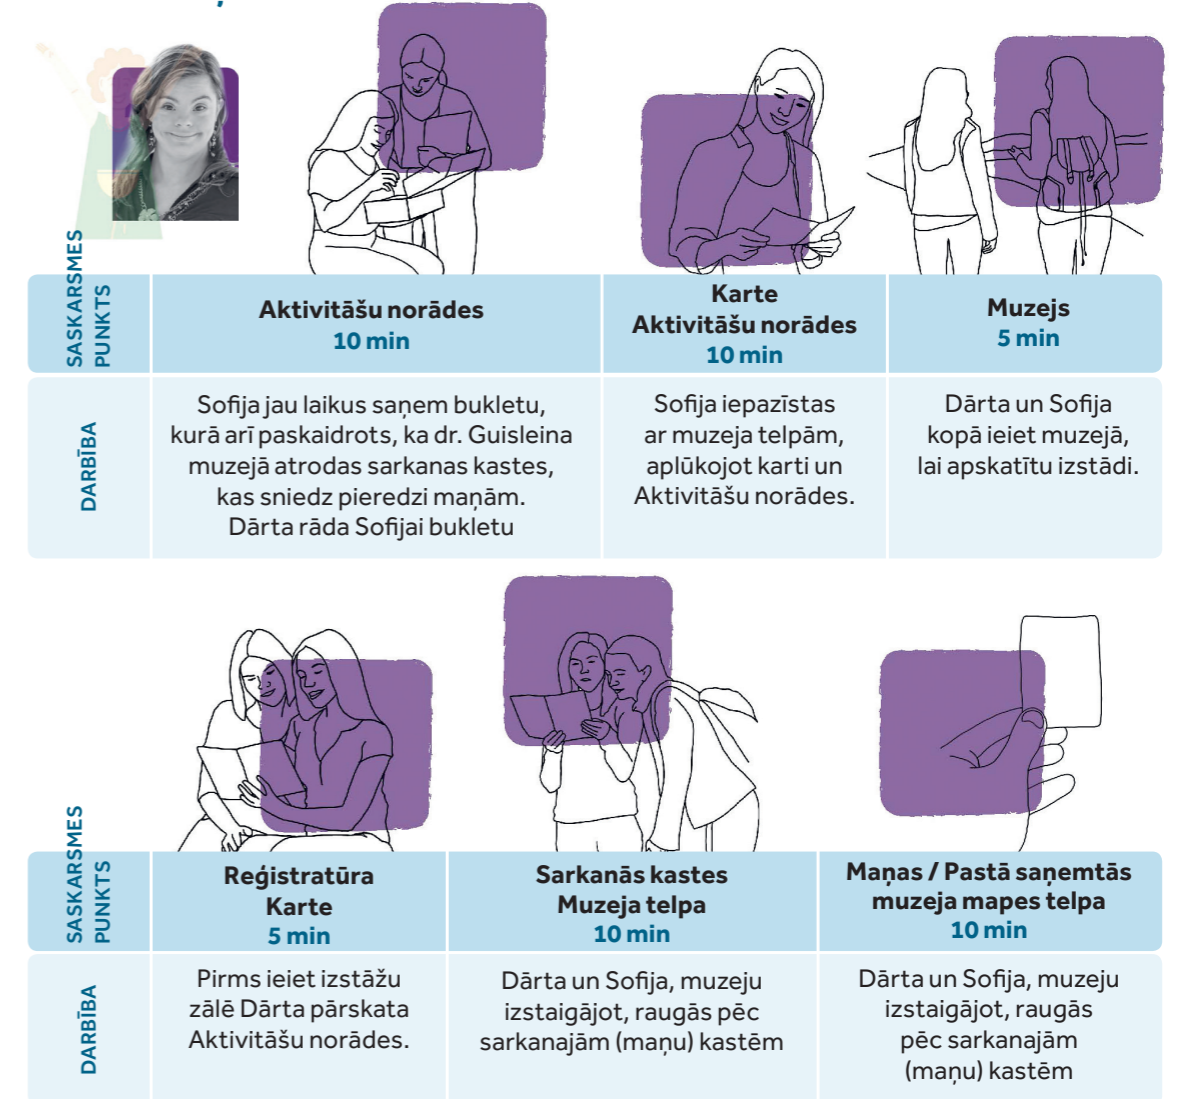 SASKARSMES
PUNKTS
Aktivitāšu norādes
10 min
Karte
Aktivitāšu norādes
10 min
Muzejs
5 min
DARBĪBA
Sofija jau laikus saņem bukletu,
kurā arī paskaidrots, ka dr. Guisleina
muzejā atrodas sarkanas kastes,
kas sniedz pieredzi maņām.
Dārta rāda Sofijai bukletu
Sofija iepazīstas
ar muzeja telpām,
aplūkojot karti un
Aktivitāšu norādes.
Dārta un Sofija
kopā ieiet muzejā,
lai apskatītu izstādi.
SASKARSMES
PUNKTS
Reģistratūra
Karte
5 min
Sarkanās kastes
Muzeja telpa
10 min
Maņas / Pastā saņemtās
muzeja mapes telpa
10 min
DARBĪBA
Pirms ieiet izstāžu
zālē Dārta pārskata
Aktivitāšu norādes.
Dārta un Sofija, muzeju
izstaigājot, raugās pēc
sarkanajām (maņu) kastēm
Dārta un Sofija, muzeju
izstaigājot, raugās
pēc sarkanajām
(maņu) kastēm